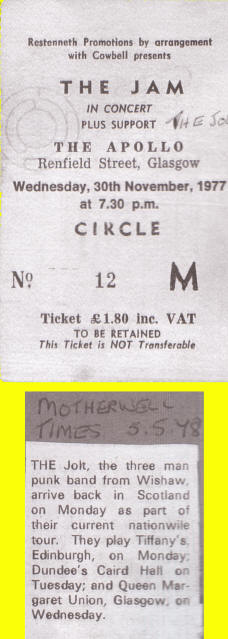 Restenneth Promotions by arrangement
with Cowbell presents
THE JAM
IN CONCERT
PLUS SUPPORT THE JOL
THE APOLLO
Renfield Street, Glasgow
Wednesday, 30th November, 1977
at 7.30 p.m.
CIRCLE
No. 12 M
Ticket £1.80 inc. VAT
TO BE RETAINED
This Ticket is NOT Transferable
MOTHERWELL
TIMES 5.5.78
THE Jolt, the three man
punk band from Wishaw,
arrive back in Scotland
on Monday as part of
their current nationwile
tour. They play Tiffany's
Edinburgh, on Monday;
Dundee's Caird Hall on
Tuesday; and Queen Mar-
garet Union, Glasgow, on
Wednesday.